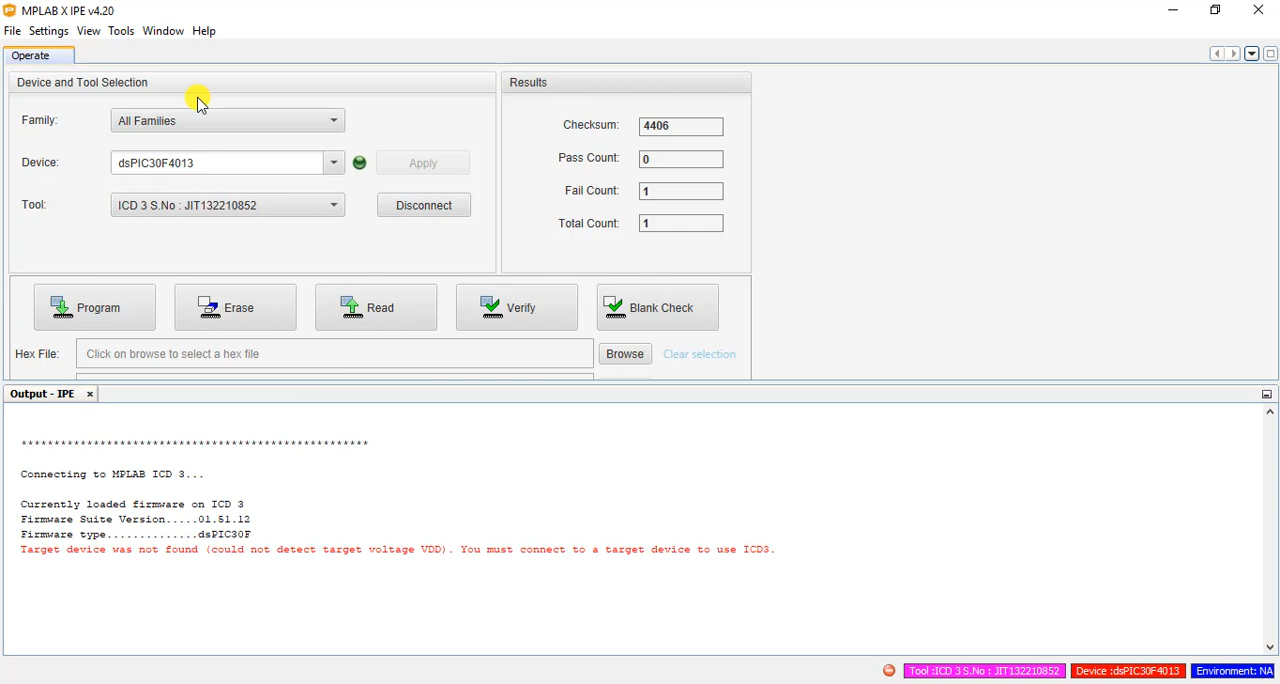 MPLAB X IPE v4.20
File Settings View Tools Window Help
Operate
Device and Tool Selection
Family: All Families
Device: dsPIC30F4013 Apply
Tool: ICD 3 S.No : JIT132210852 Disconnect
Results
Checksum: 4406
Pass Count: 0
Fail Count: 1
Total Count: 1
Program Erase Read Verify Blank Check
Hex File: Click on browse to select a hex file Browse Clear selection
Output - IPE ×
*****************************************************
Connecting to MPLAB ICD 3...
Currently loaded firmware on ICD 3
Firmware Suite Version.....01.51.12
Firmware type..............dsPIC30F
Target device was not found (could not detect target voltage VDD). You must connect to a target device to use ICD3.
Tool :ICD 3 S.No : JIT132210852 Device :dsPIC30F4013 Environment: NA